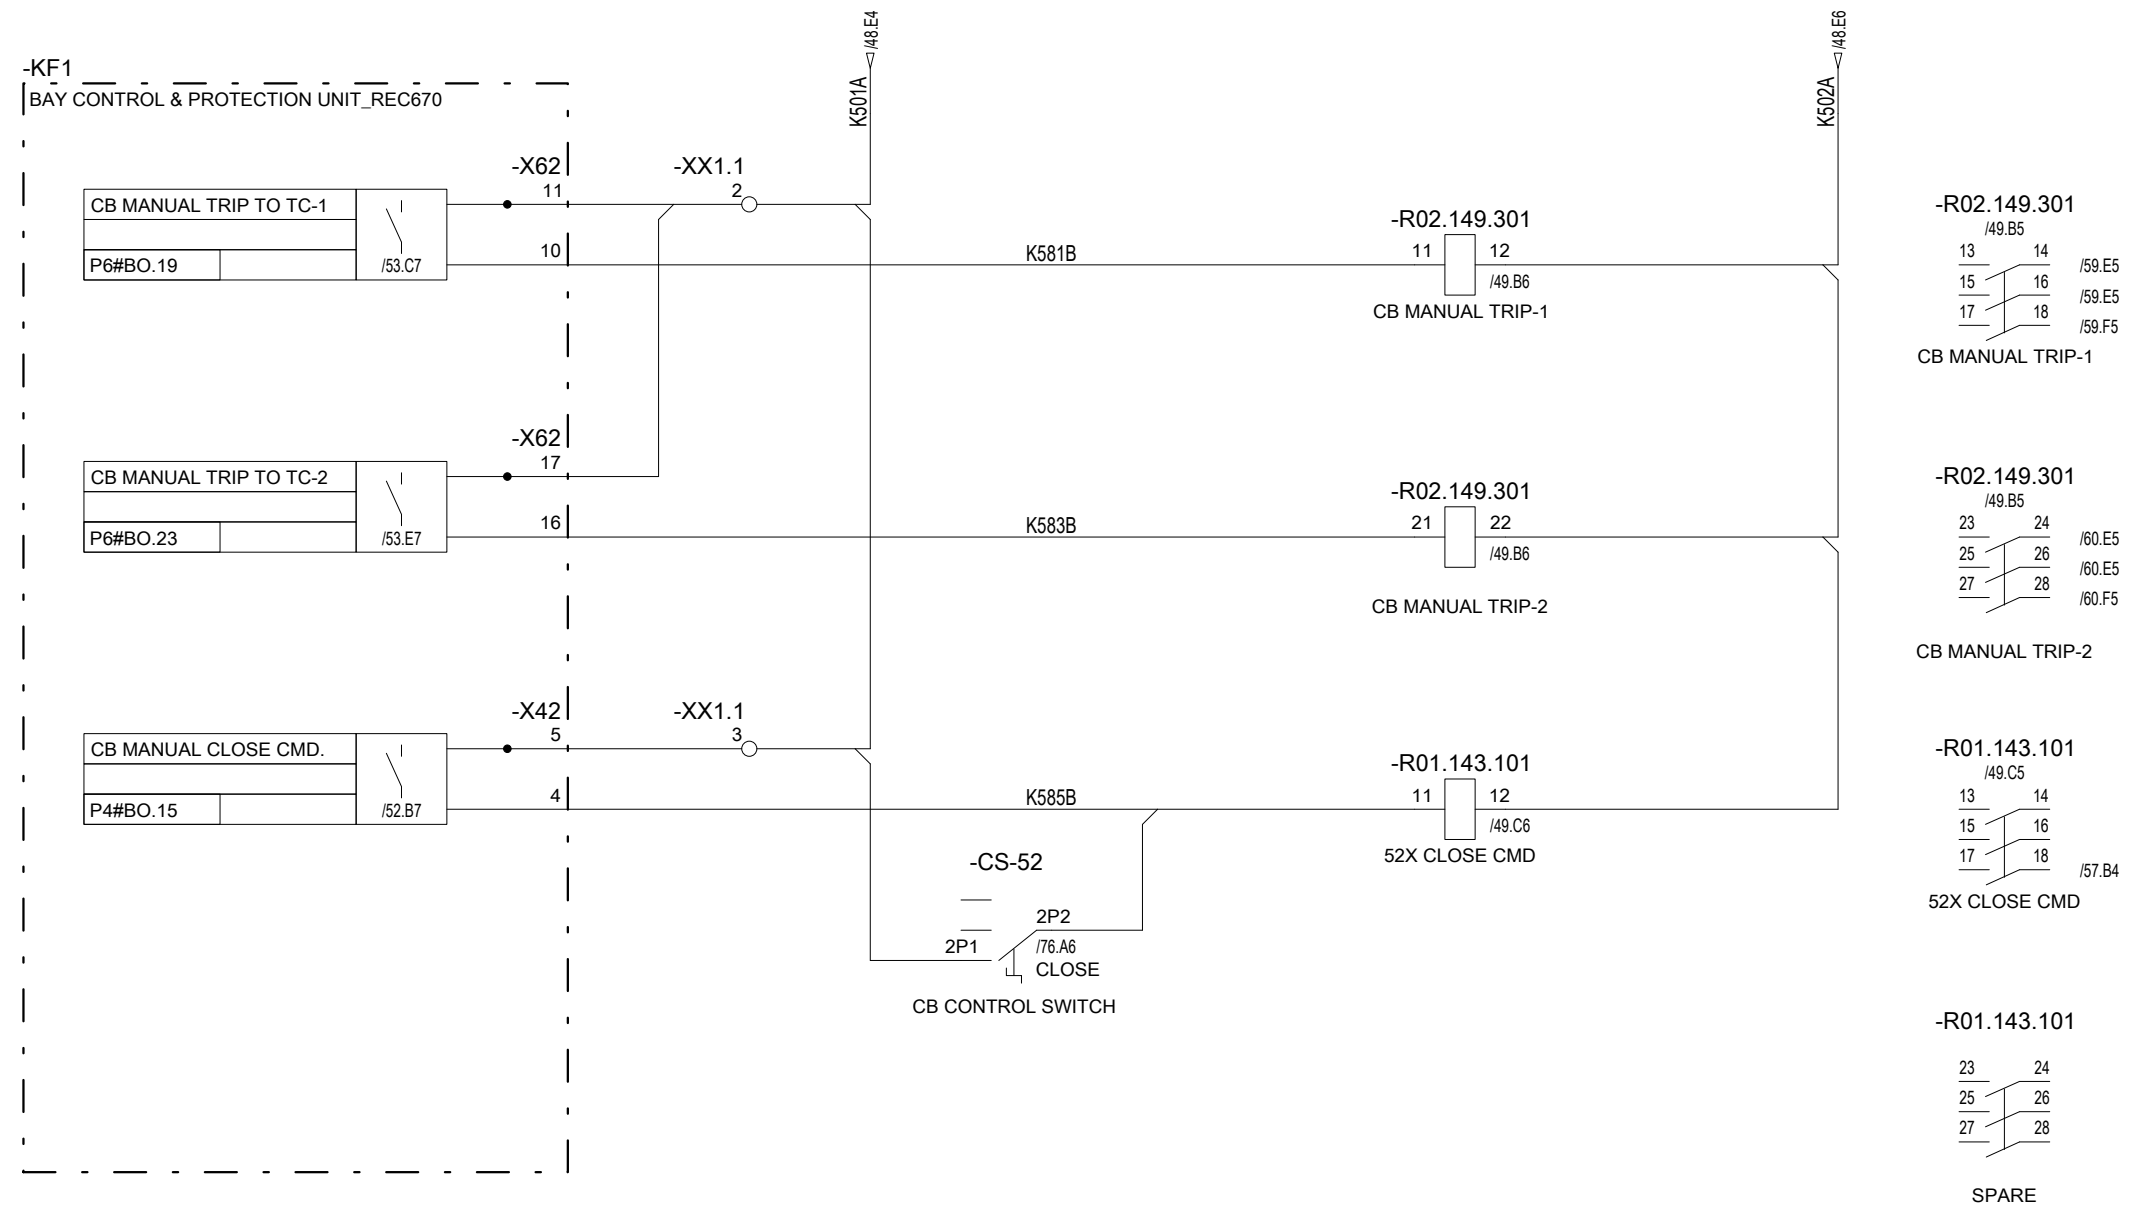 /48.E4
/48.E6
-KF1
BAY CONTROL & PROTECTION UNIT_REC670
K501A
K502A
-X62
-XX1.1
11
2
CB MANUAL TRIP TO TC-1
P6#BO.19
/53.C7
10
K581B
-R02.149.301
11
12
/49.B6
CB MANUAL TRIP-1
-R02.149.301
/49.B5
13
14
/59.E5
15
16
/59.E5
17
18
/59.F5
CB MANUAL TRIP-1
-X62
17
CB MANUAL TRIP TO TC-2
P6#BO.23
/53.E7
16
K583B
-R02.149.301
21
22
/49.B6
CB MANUAL TRIP-2
-R02.149.301
/49.B5
23
24
/60.E5
25
26
/60.E5
27
28
/60.F5
CB MANUAL TRIP-2
-X42
-XX1.1
5
3
CB MANUAL CLOSE CMD.
P4#BO.15
/52.B7
4
K585B
-R01.143.101
11
12
/49.C6
52X CLOSE CMD
-R01.143.101
/49.C5
13
14
15
16
17
18
/57.B4
52X CLOSE CMD
-CS-52
2P2
2P1
/76.A6
CLOSE
CB CONTROL SWITCH
-R01.143.101
23
24
25
26
27
28
SPARE